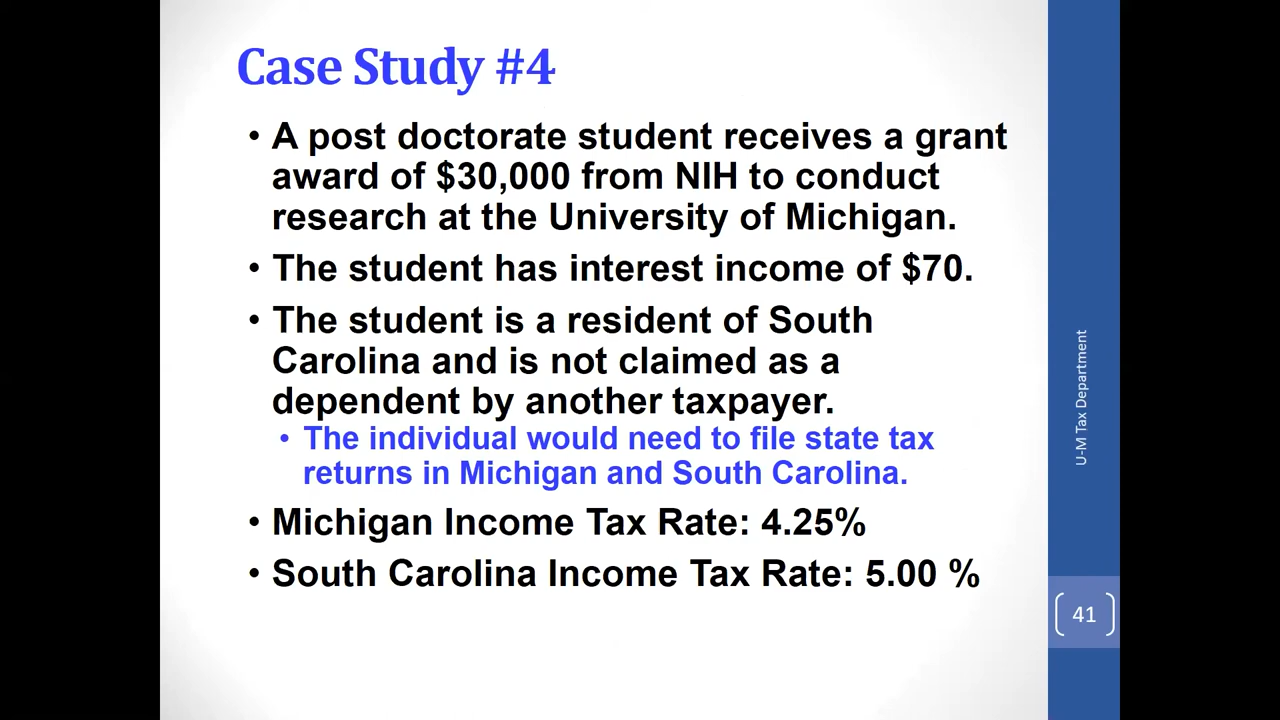 Case Study #4
• A post doctorate student receives a grant
award of $30,000 from NIH to conduct
research at the University of Michigan.
• The student has interest income of $70.
• The student is a resident of South
Carolina and is not claimed as a
dependent by another taxpayer.
• The individual would need to file state tax
returns in Michigan and South Carolina.
• Michigan Income Tax Rate: 4.25%
• South Carolina Income Tax Rate: 5.00 %
U-M Tax Department
41